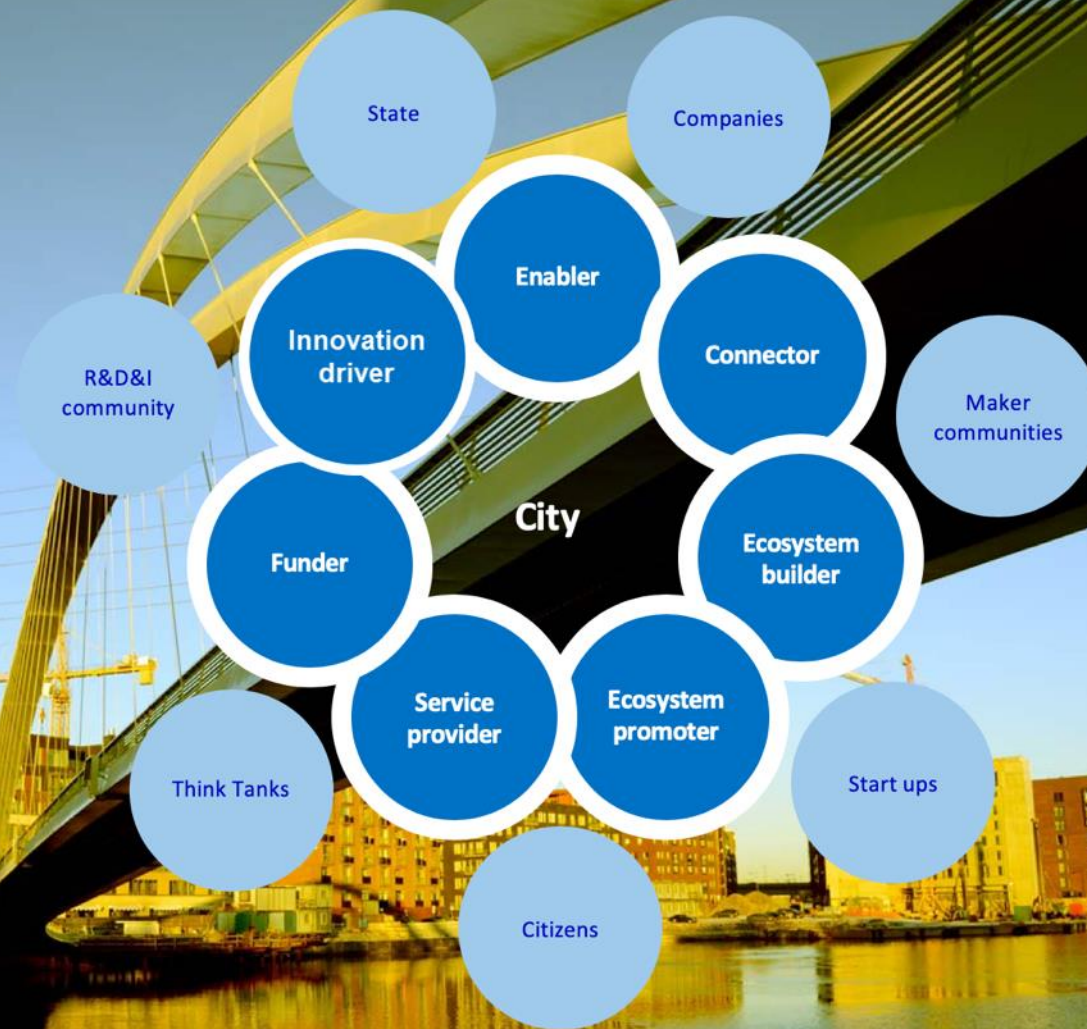 State
Companies
Enabler
Innovation
driver
Connector
R&D&I
community
Maker
communities
City
Funder
Ecosystem
builder
Service
provider
Ecosystem
promoter
Think Tanks
Start ups
Citizens